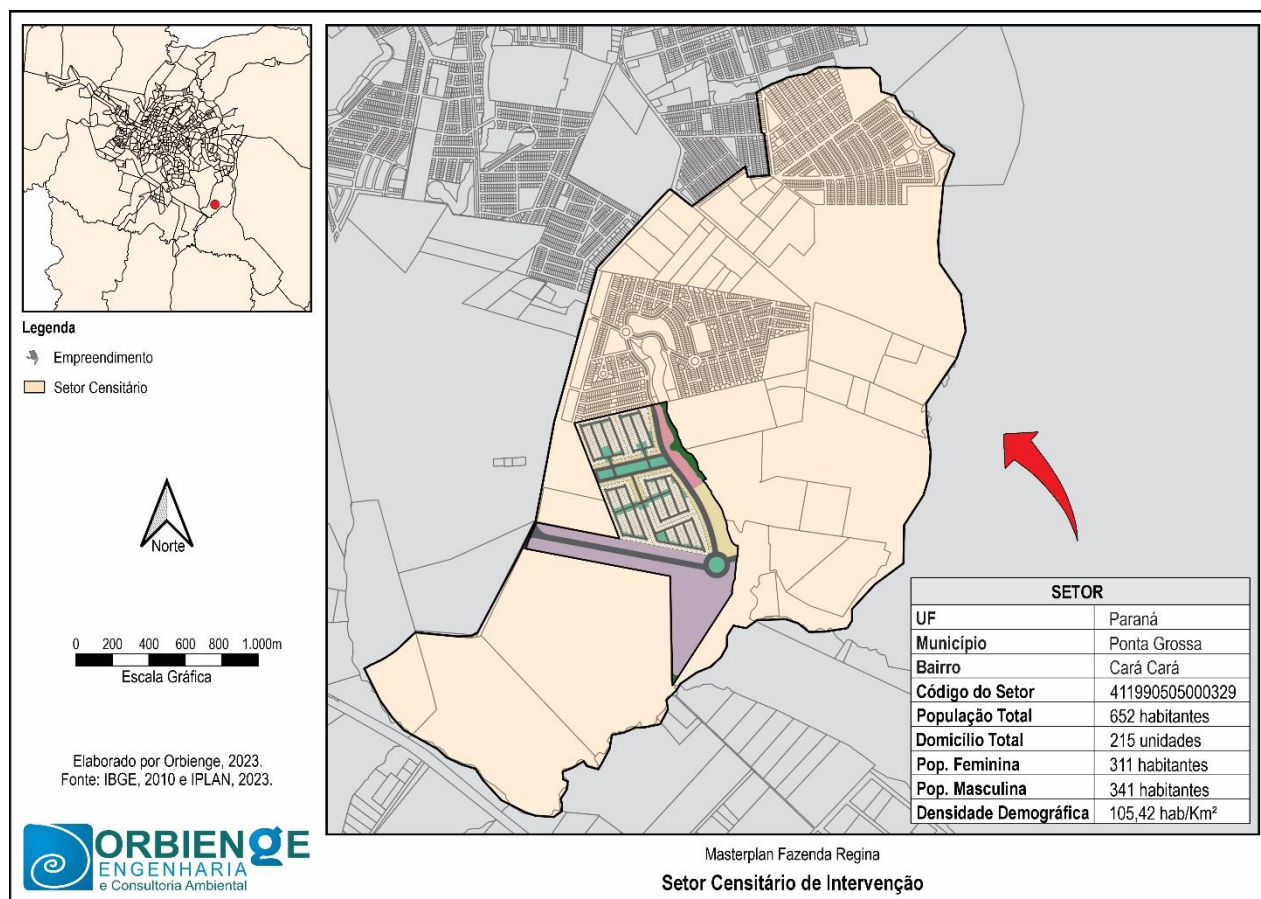 Legenda
Empreendimento
Setor Censitário
Norte
0 200 400 600 800 1.000m
Escala Gráfica
Elaborado por Orbienge, 2023.
Fonte: IBGE, 2010 e IPLAN, 2023.
ORBIENGE
ENGENHARIA
e Consultoria Ambiental
SETOR
UF Paraná
Município Ponta Grossa
Bairro Cará Cará
Código do Setor 411990505000329
População Total 652 habitantes
Domicílio Total 215 unidades
Pop. Feminina 311 habitantes
Pop. Masculina 341 habitantes
Densidade Demográfica 105,42 hab/Km²
Masterplan Fazenda Regina
Setor Censitário de Intervenção